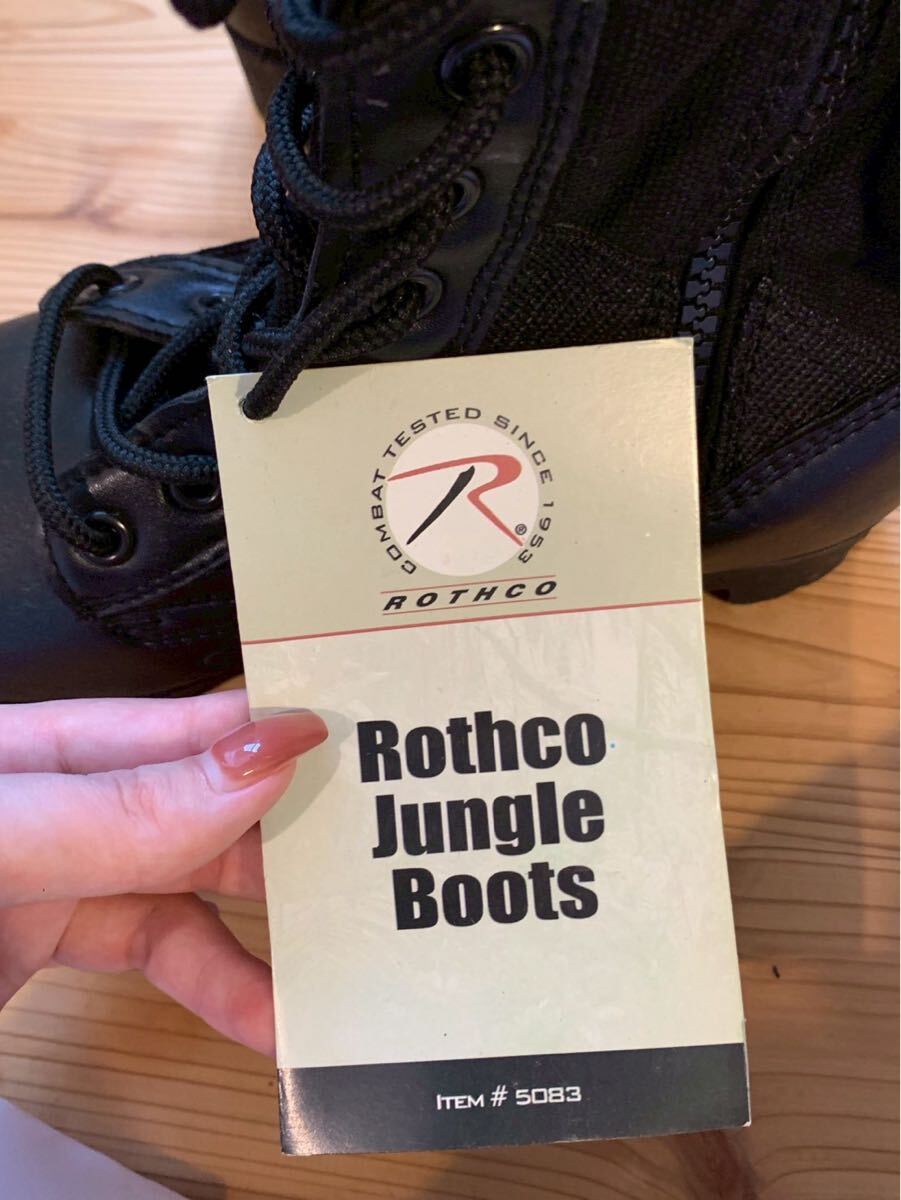 COMBAT TESTED SINCE 1953
R®
ROTHCO
Rothco
Jungle
Boots
ITEM # 5083